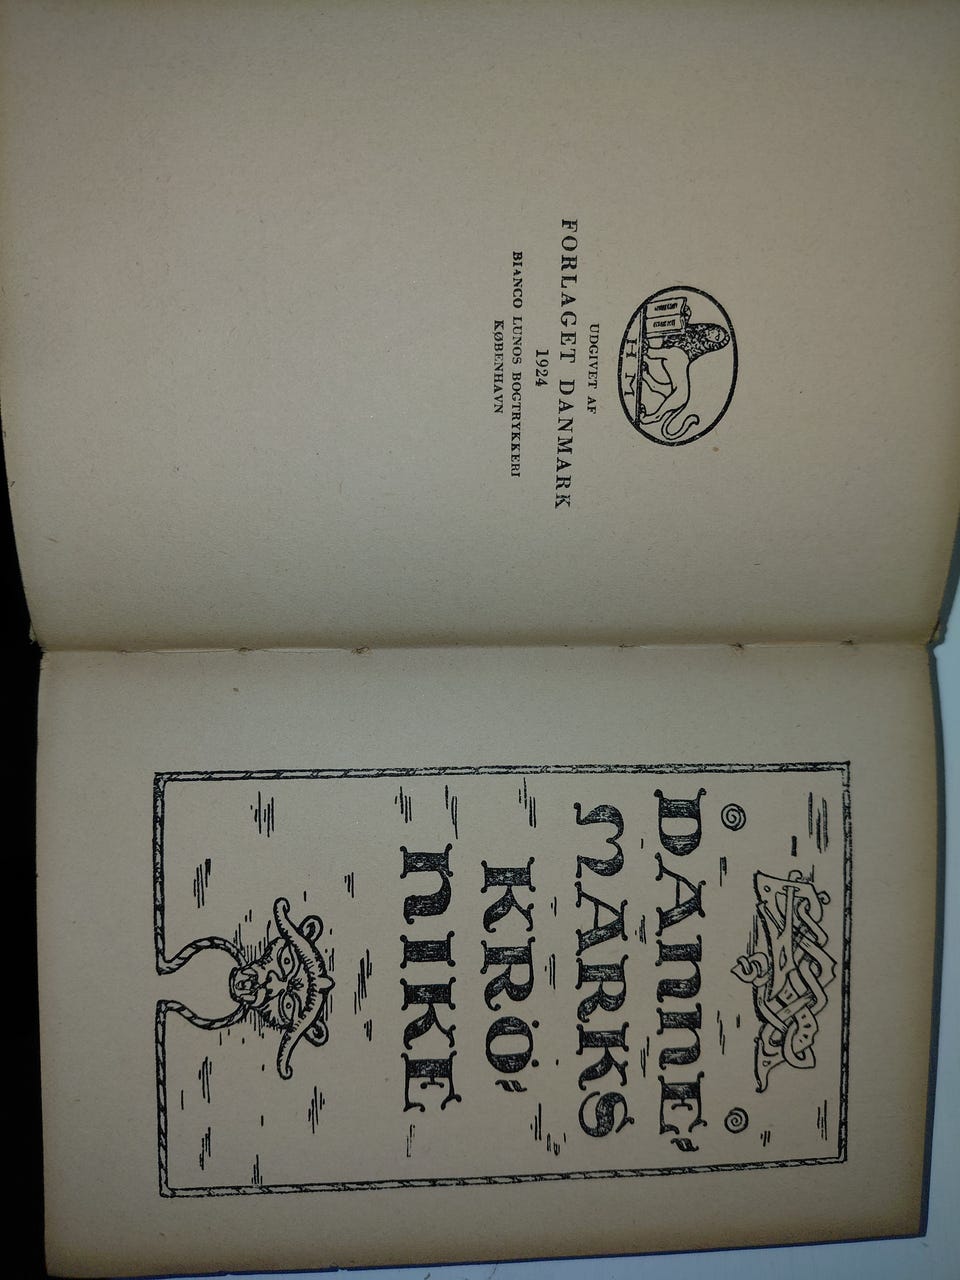 H M
UDGIVET AF
FORLAGET DANMARK
1924
BIANCO LUNOS BOGTRYKKERI
KØBENHAVN
DANNE=
MARKS
KRÖ=
NIKE